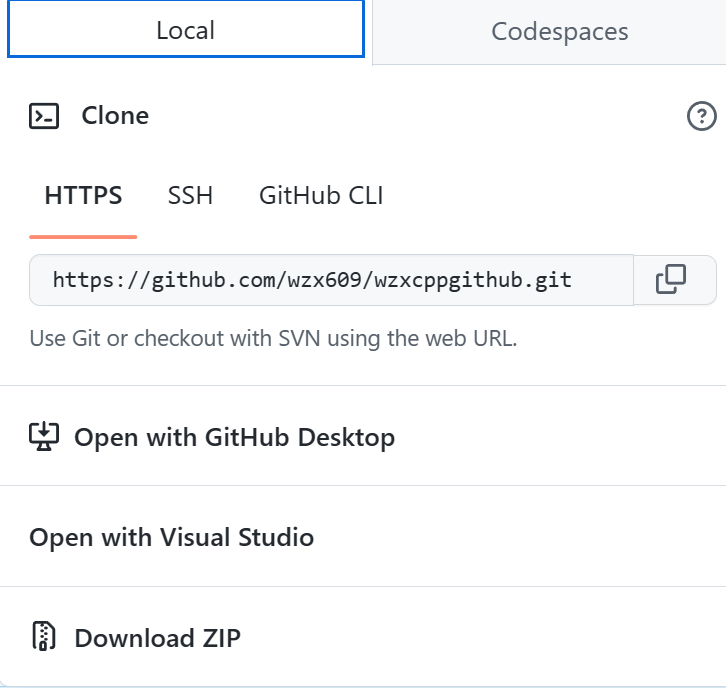 Local
Codespaces
Clone
HTTPS SSH GitHub CLI
https://github.com/wzx609/wzxcppgithub.git
Use Git or checkout with SVN using the web URL.
Open with GitHub Desktop
Open with Visual Studio
Download ZIP